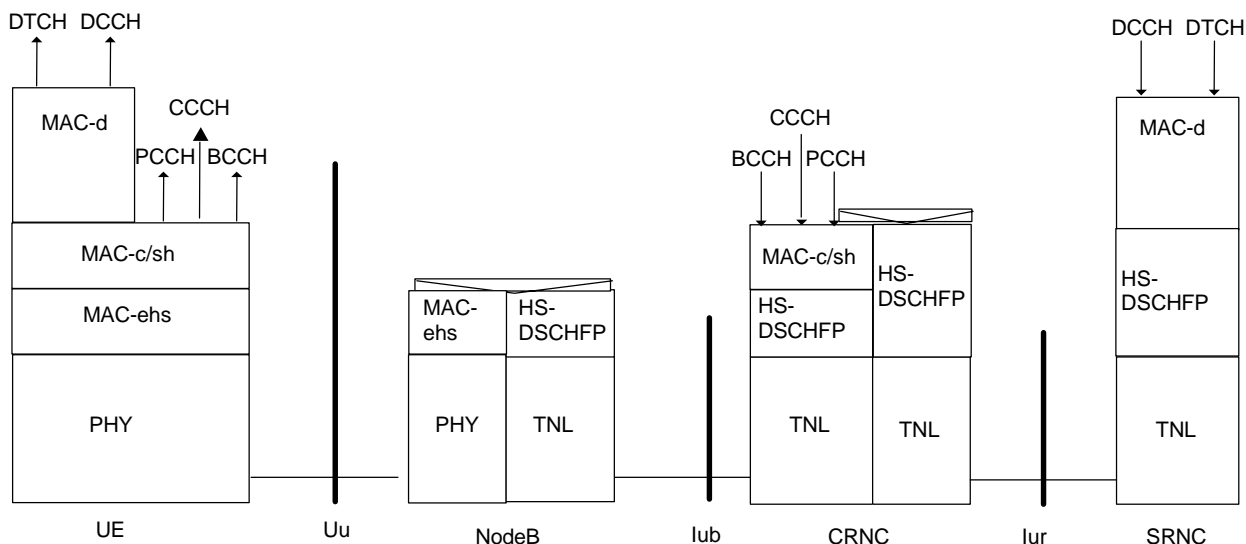 DTCH DCCH
DCCH DTCH
MAC-d
CCCH
PCCH BCCH
CCCH
BCCH PCCH
MAC-d
MAC-c/sh
MAC-ehs
PHY
MAC-
ehs
HS-
DSCHFP
PHY
TNL
MAC-c/sh
HS-
DSCHFP
HS-
DSCHFP
TNL
TNL
HS-
DSCHFP
TNL
UE
Uu
NodeB
Iub
CRNC
Iur
SRNC